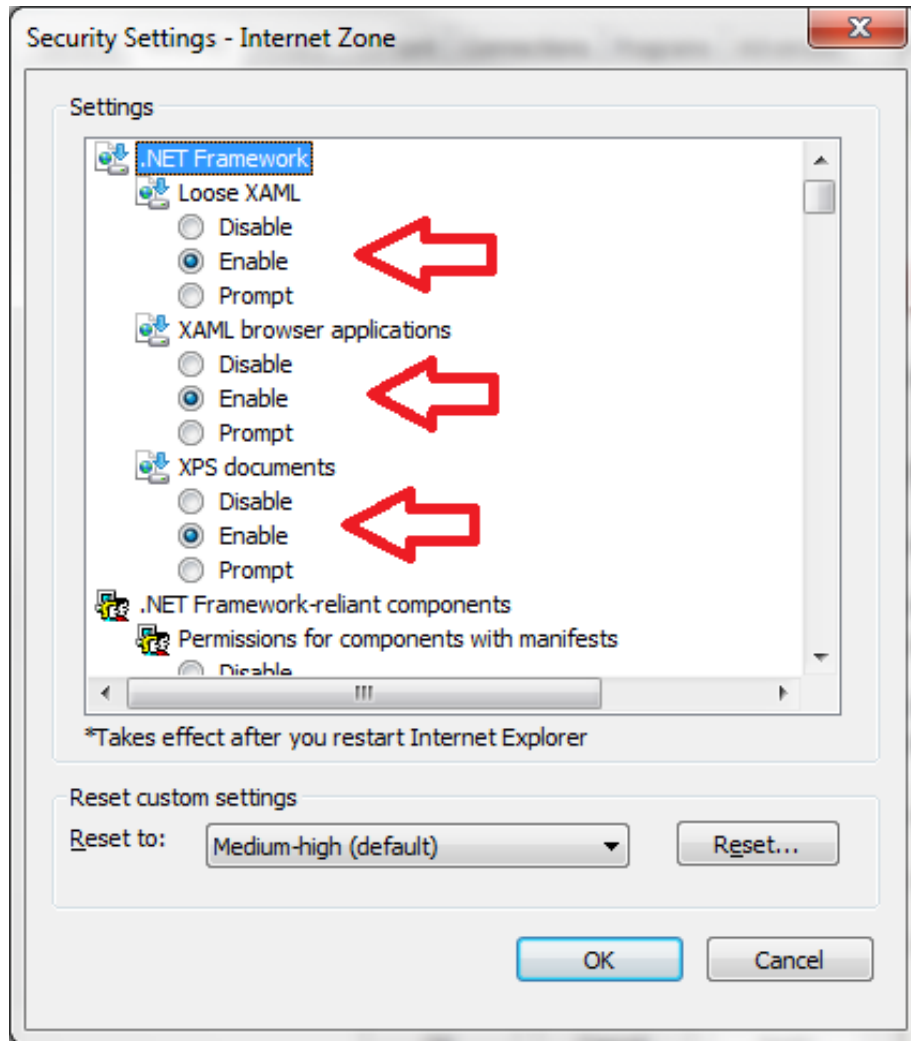 Security Settings - Internet Zone
Settings
.NET Framework
Loose XAML
Disable
Enable
Prompt
XAML browser applications
Disable
Enable
Prompt
XPS documents
Disable
Enable
Prompt
.NET Framework-reliant components
Permissions for components with manifests
Disable
*Takes effect after you restart Internet Explorer
Reset custom settings
Reset to: Medium-high (default) Reset...
OK Cancel